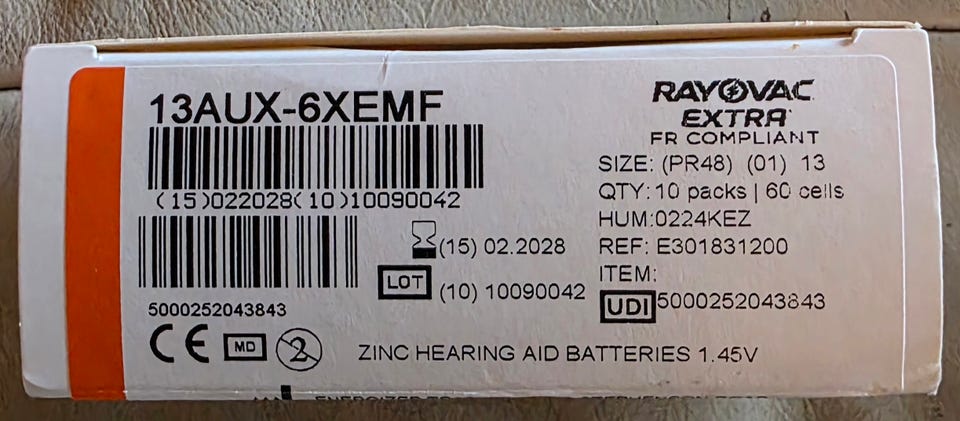 13AUX-6XEMF
(15)022028(10)10090042
5000252043843
(15) 02.2028
LOT
(10) 10090042
RAYOVAC
EXTRA
FR COMPLIANT
SIZE: (PR48) (01) 13
QTY: 10 packs | 60 cells
HUM:0224KEZ
REF: E301831200
ITEM:
UDI 5000252043843
CE MD 2
ZINC HEARING AID BATTERIES 1.45V